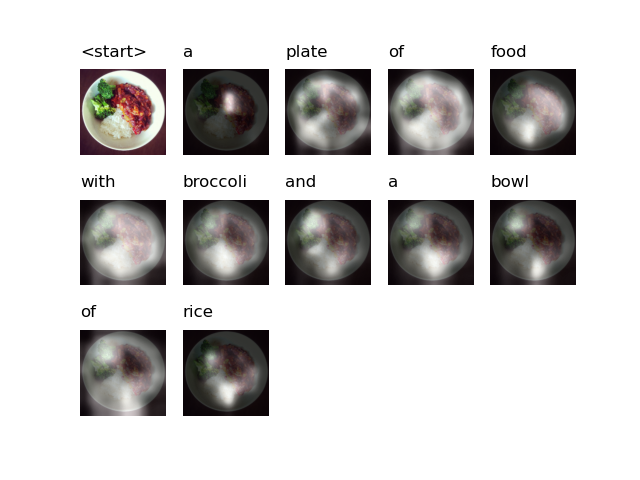 <start> a plate of food
with broccoli and a bowl
of rice